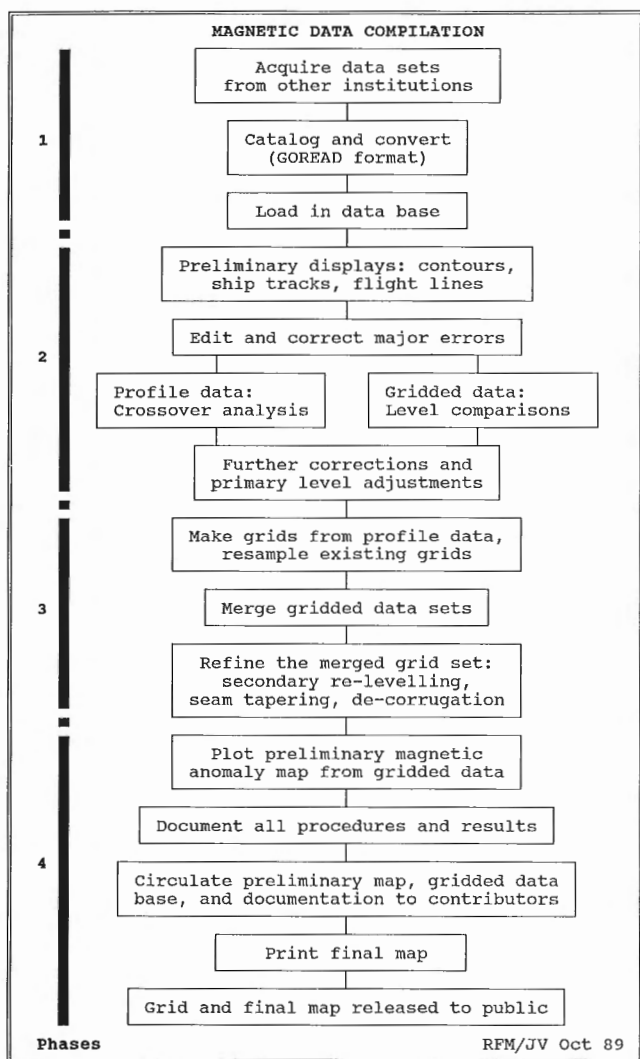 MAGNETIC DATA COMPILATION
Acquire data sets
from other institutions
1
Catalog and convert
(GOREAD format)
Load in data base
Preliminary displays: contours,
ship tracks, flight lines
Edit and correct major errors
2
Profile data:
Crossover analysis
Gridded data:
Level comparisons
Further corrections and
primary level adjustments
Make grids from profile data,
resample existing grids
3
Merge gridded data sets
Refine the merged grid set:
secondary re-levelling,
seam tapering, de-corrugation
Plot preliminary magnetic
anomaly map from gridded data
Document all procedures and results
4
Circulate preliminary map, gridded data
base, and documentation to contributors
Print final map
Grid and final map released to public
Phases
RFM/JV Oct 89